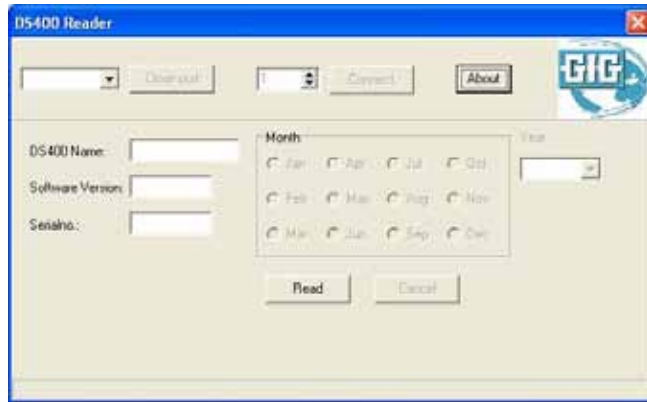 DS400 Reader
Close port 1 Connect About GIG
DS400 Name:
Software Version:
Serialno.:
Month
Jan Apr Jul Oct
Feb May Aug Nov
Mar Jun Sep Dec
Year
Read Cancel